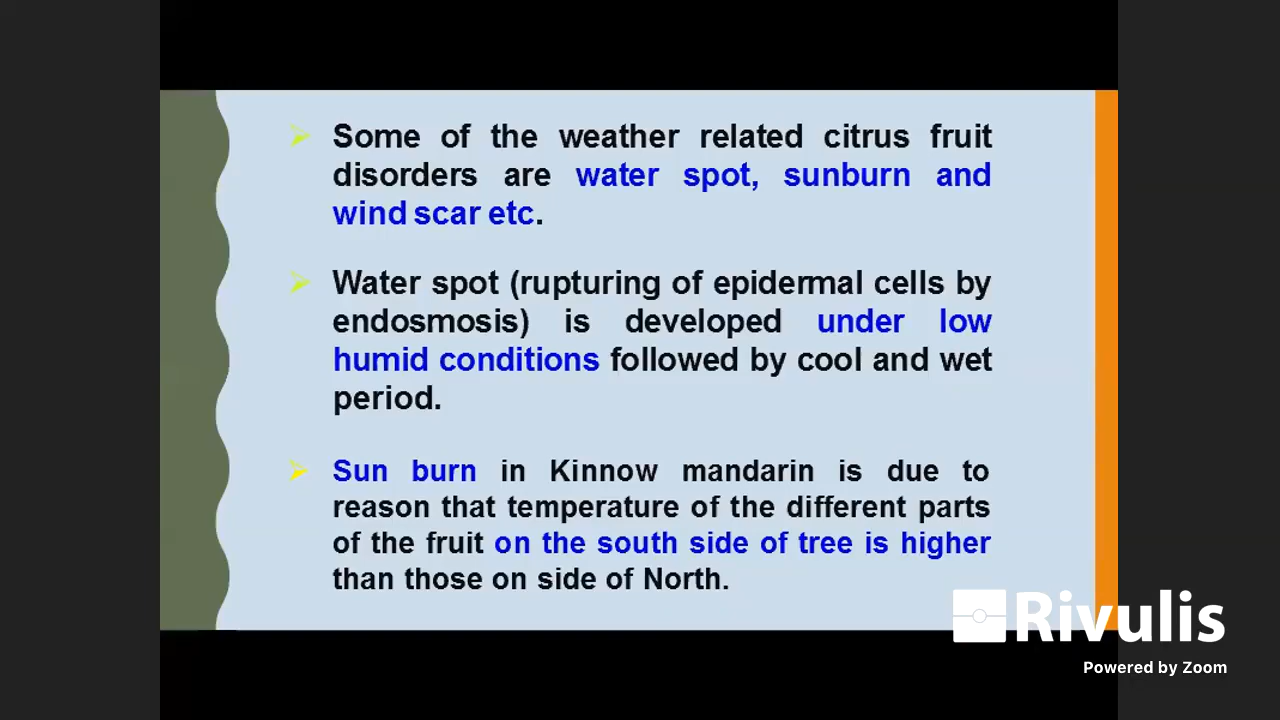 Some of the weather related citrus fruit
disorders are water spot, sunburn and
wind scar etc.
Water spot (rupturing of epidermal cells by
endosmosis) is developed under low
humid conditions followed by cool and wet
period.
Sun burn in Kinnow mandarin is due to
reason that temperature of the different parts
of the fruit on the south side of tree is higher
than those on side of North.
Rivulis
Powered by Zoom